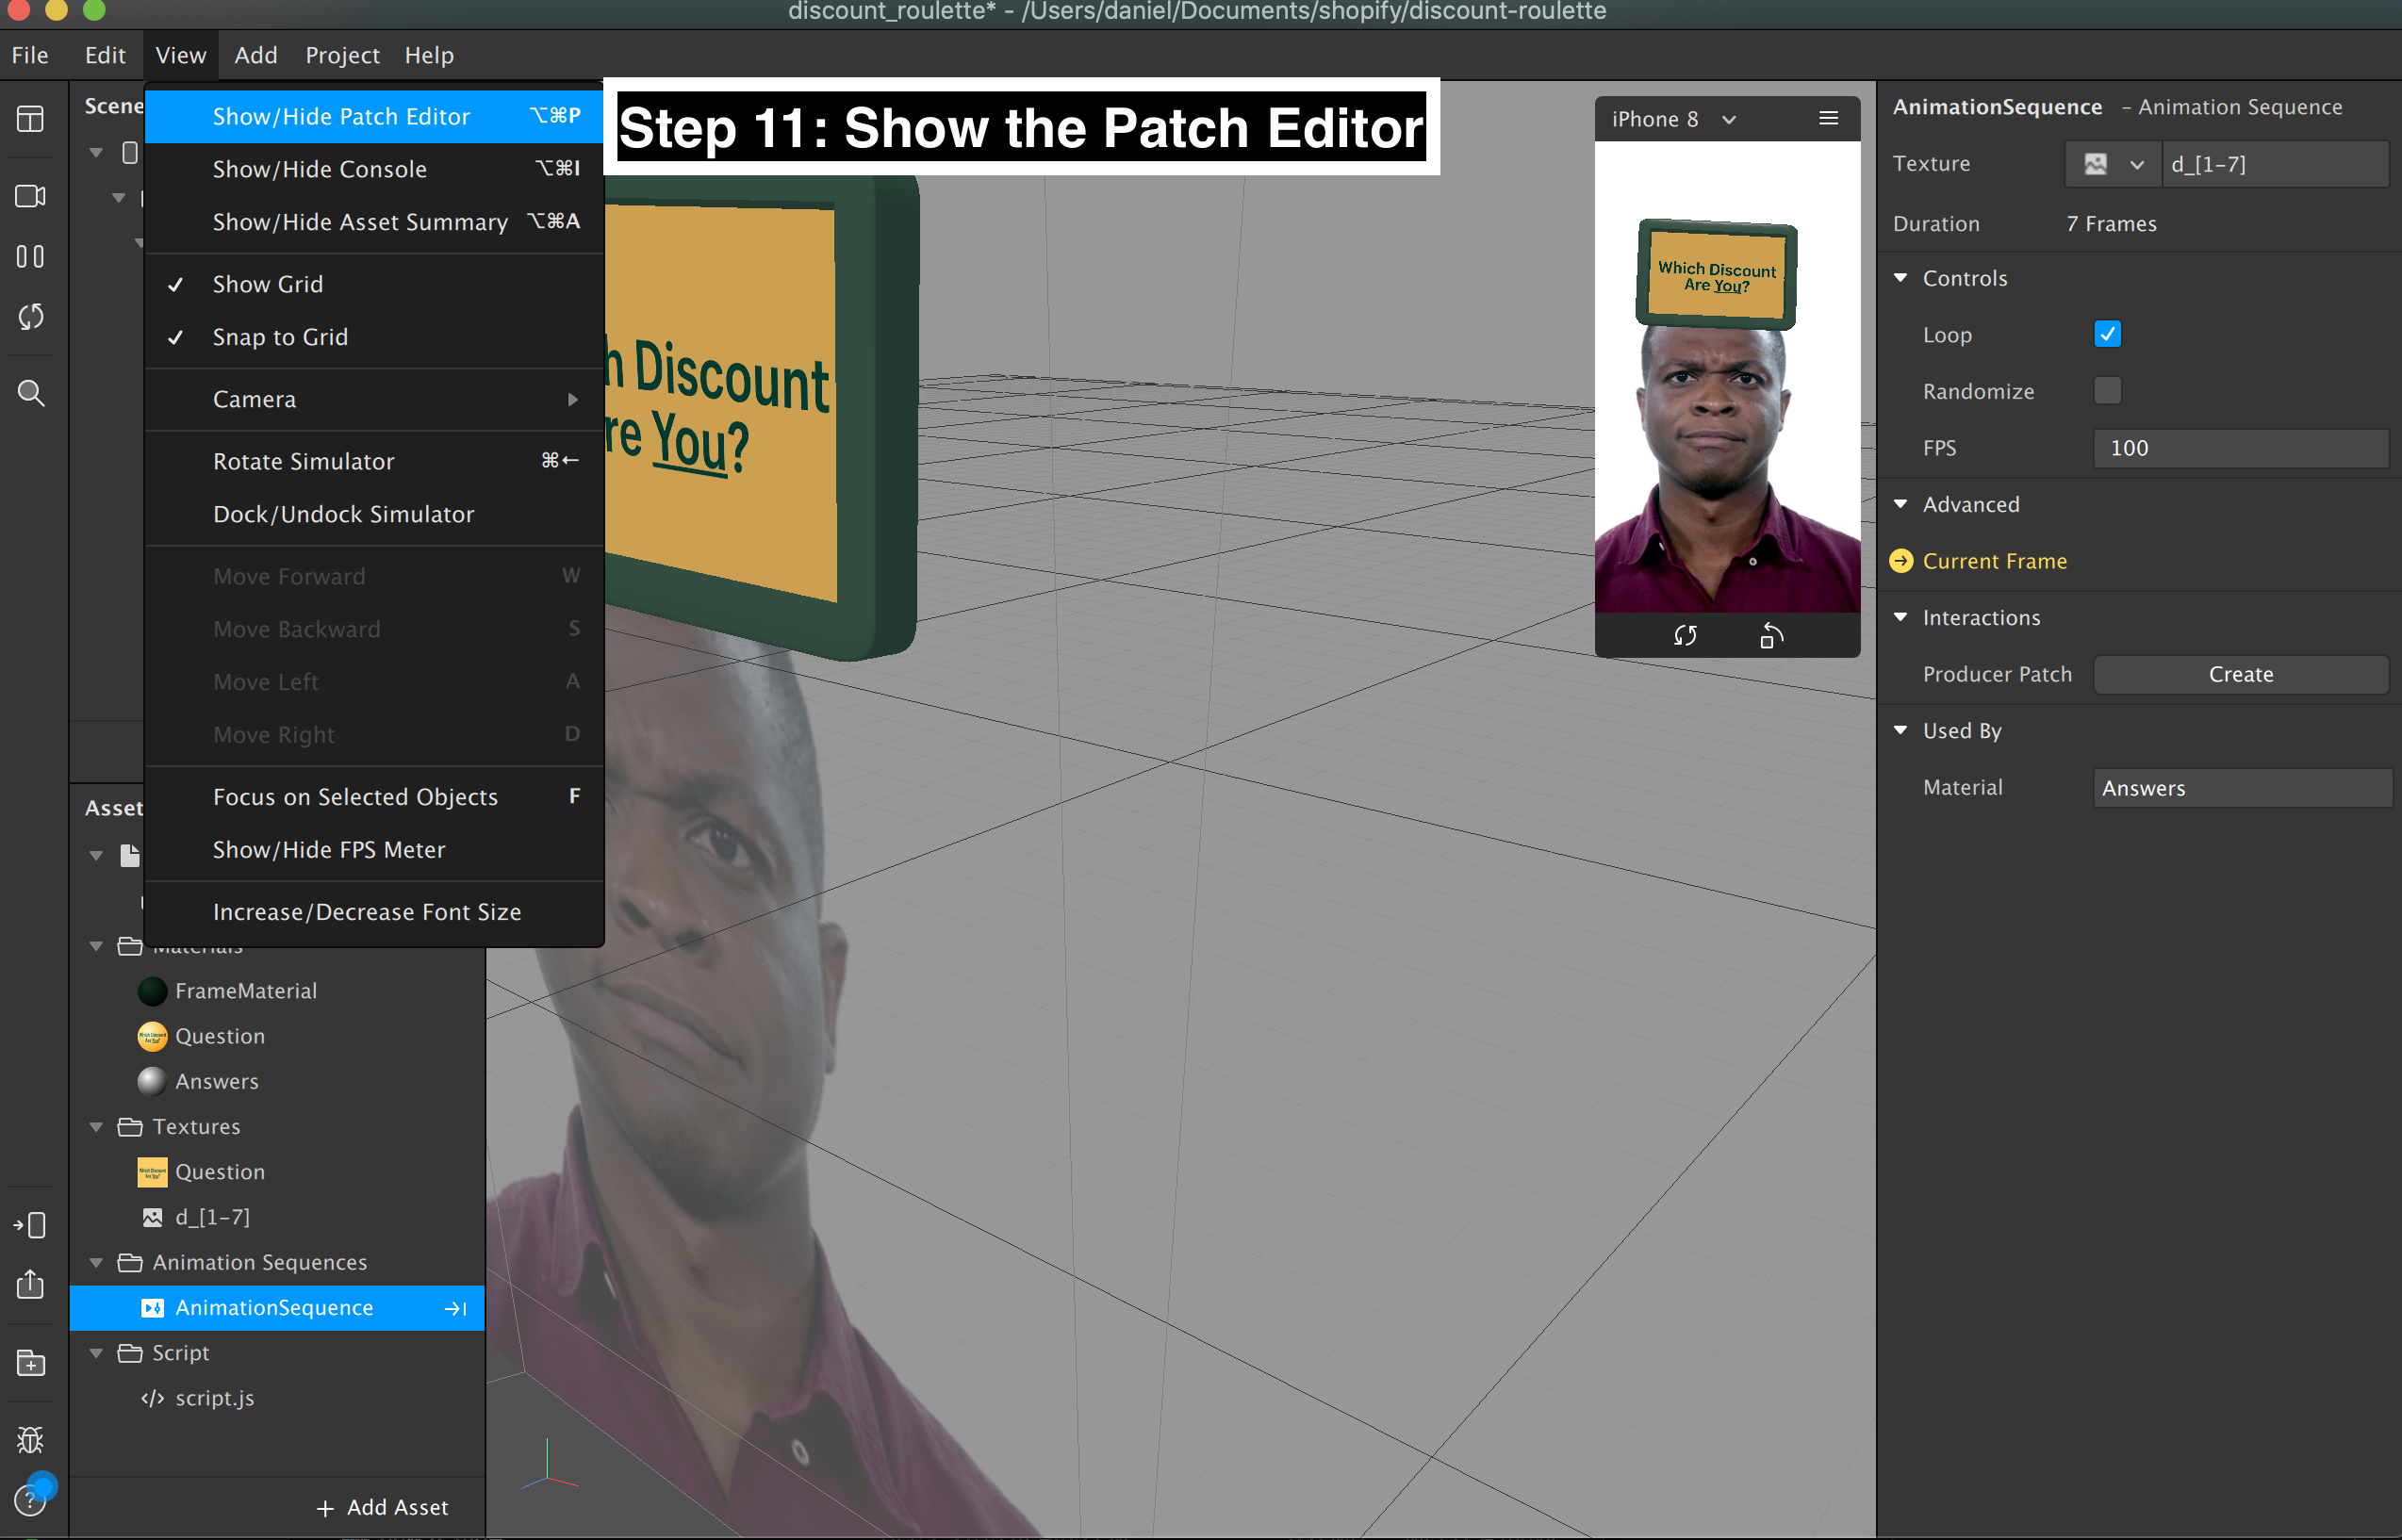 discount_roulette* - /Users/daniel/Documents/shopify/discount-roulette
File Edit View Add Project Help
Scene
Show/Hide Patch Editor ⌥⌘P
Show/Hide Console ⌥⌘I
Show/Hide Asset Summary ⌥⌘A
✓ Show Grid
✓ Snap to Grid
Camera
Rotate Simulator ⌘←
Dock/Undock Simulator
Move Forward W
Move Backward S
Move Left A
Move Right D
Focus on Selected Objects F
Show/Hide FPS Meter
Increase/Decrease Font Size
Step 11: Show the Patch Editor
h Discount
re You?
iPhone 8
Which Discount
Are You?
AnimationSequence - Animation Sequence
Texture d_[1-7]
Duration 7 Frames
Controls
Loop
Randomize
FPS 100
Advanced
Current Frame
Interactions
Producer Patch Create
Used By
Material Answers
Asset
Materials
FrameMaterial
Question
Answers
Textures
Question
d_[1-7]
Animation Sequences
AnimationSequence
Script
script.js
+ Add Asset